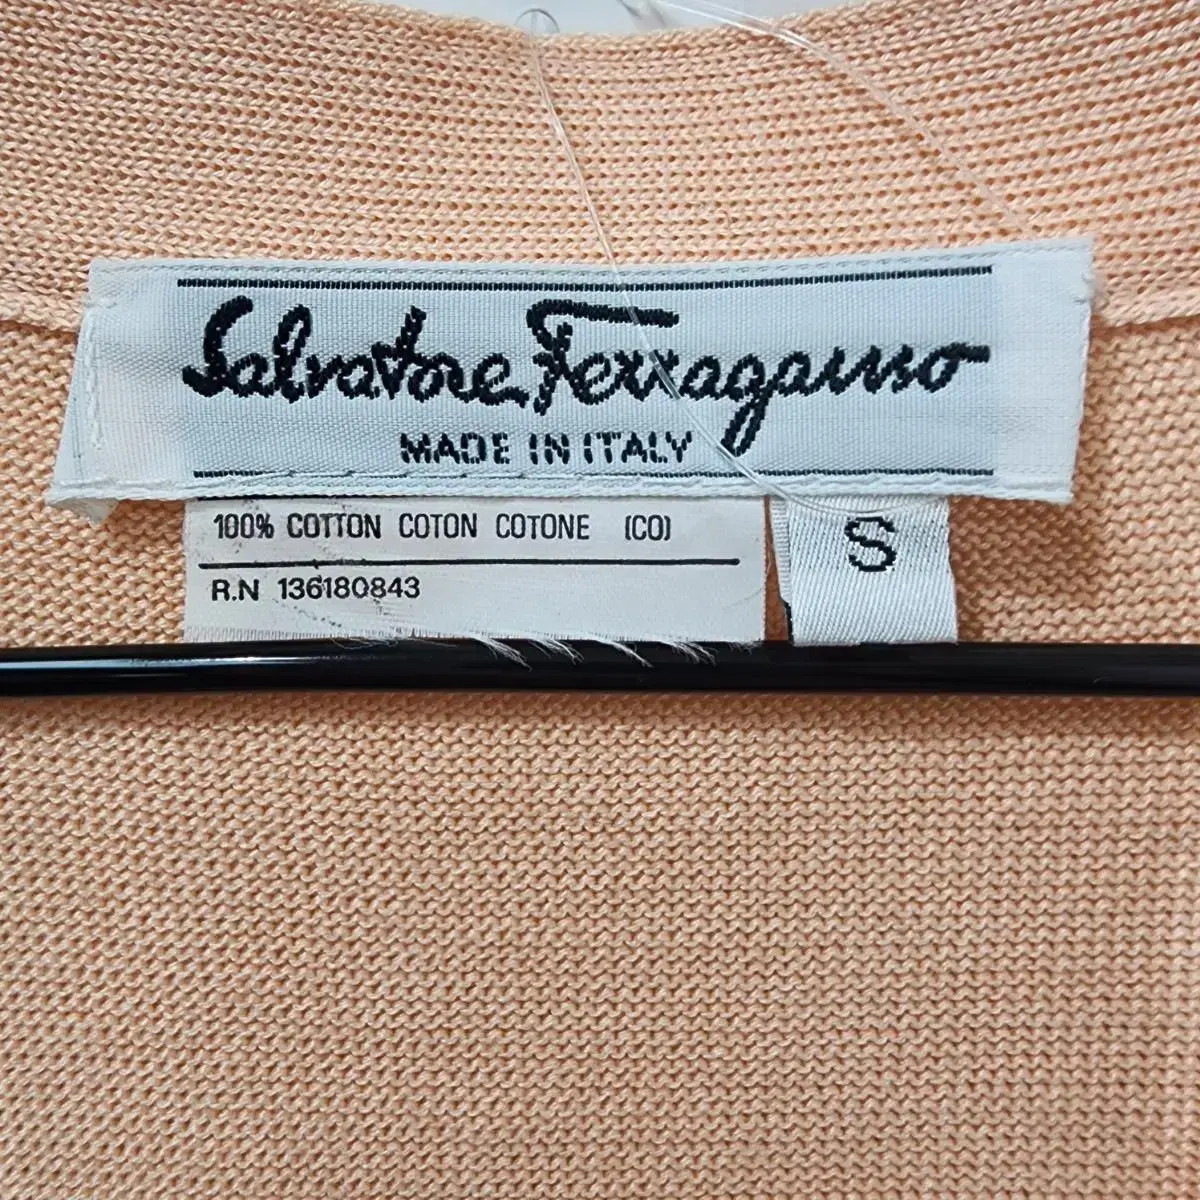 Salvatore Ferragamo
MADE IN ITALY
100% COTTON COTON COTONE (CO)
S
R.N 136180843